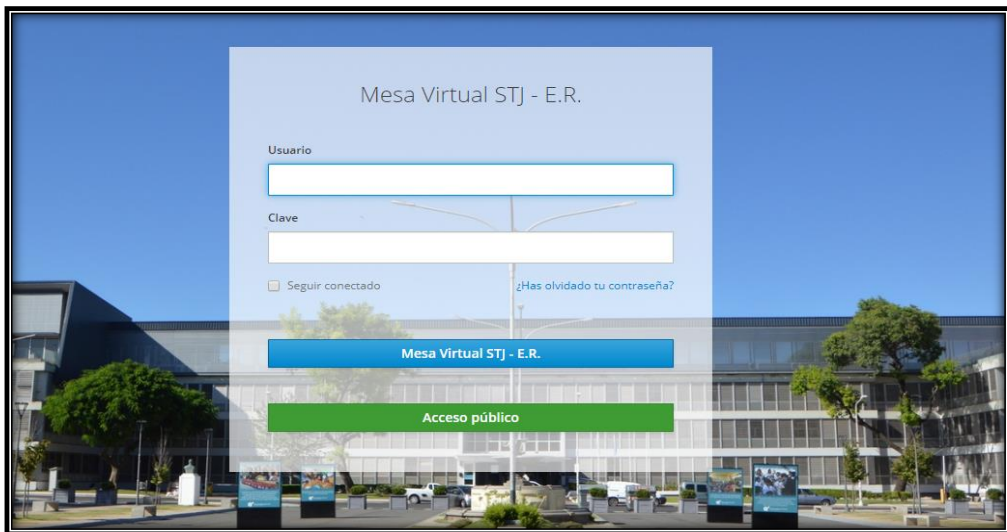 Mesa Virtual STJ - E.R.
Usuario
Clave
Seguir conectado
¿Has olvidado tu contraseña?
Mesa Virtual STJ - E.R.
Acceso público